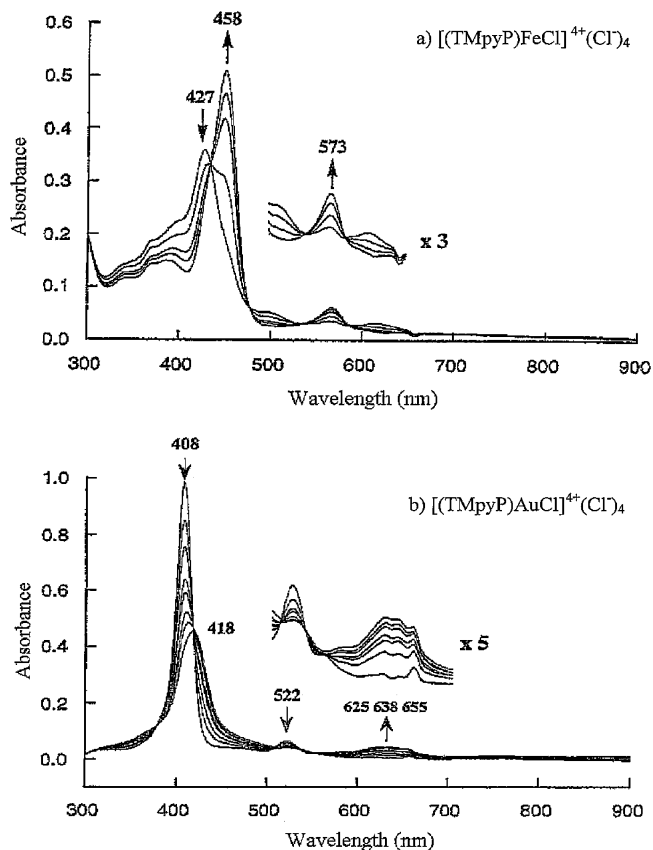 0.6
458
a) [(TMpyP)FeCl]⁴⁺(Cl⁻)₄
0.5
427
0.4
573
Absorbance
0.3
x 3
0.2
0.1
0.0
300 400 500 600 700 800 900
Wavelength (nm)
408
1.0
b) [(TMpyP)AuCl]⁴⁺(Cl⁻)₄
0.8
Absorbance
0.6
418
x 5
0.4
522
625 638 655
0.2
0.0
300 400 500 600 700 800 900
Wavelength (nm)